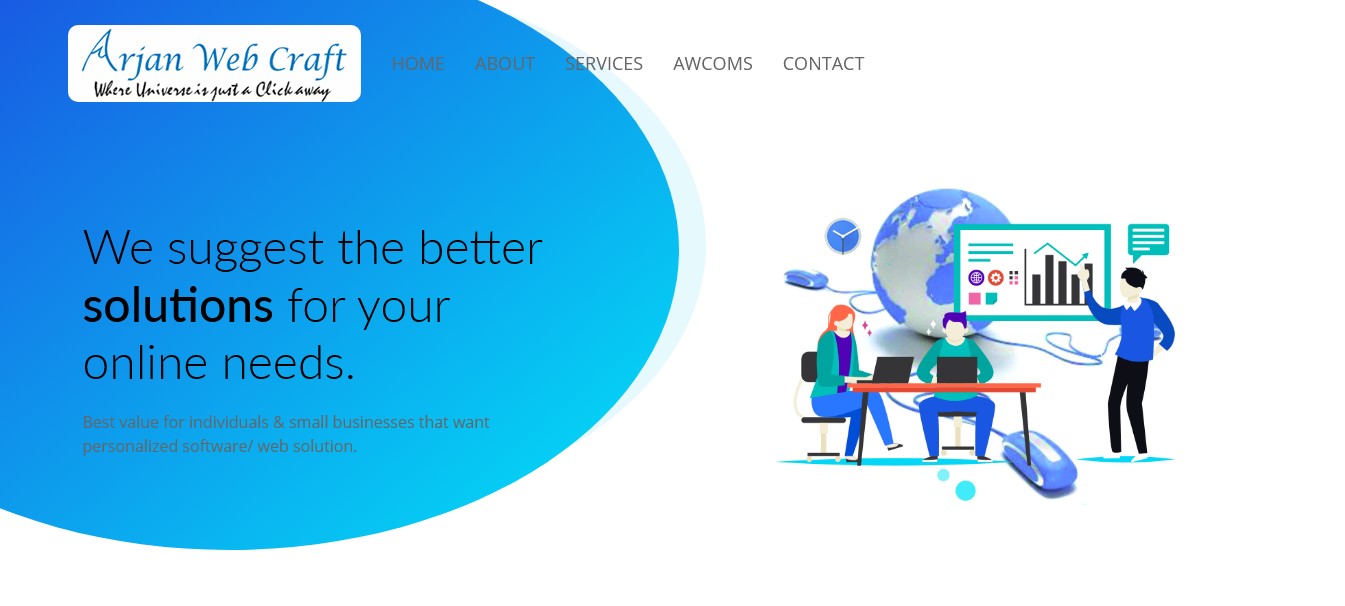 Arjan Web Craft
Where Universe is just a Click away
HOME ABOUT SERVICES AWCOMS CONTACT
We suggest the better
solutions for your
online needs.
Best value for individuals & small businesses that want
personalized software/ web solution.